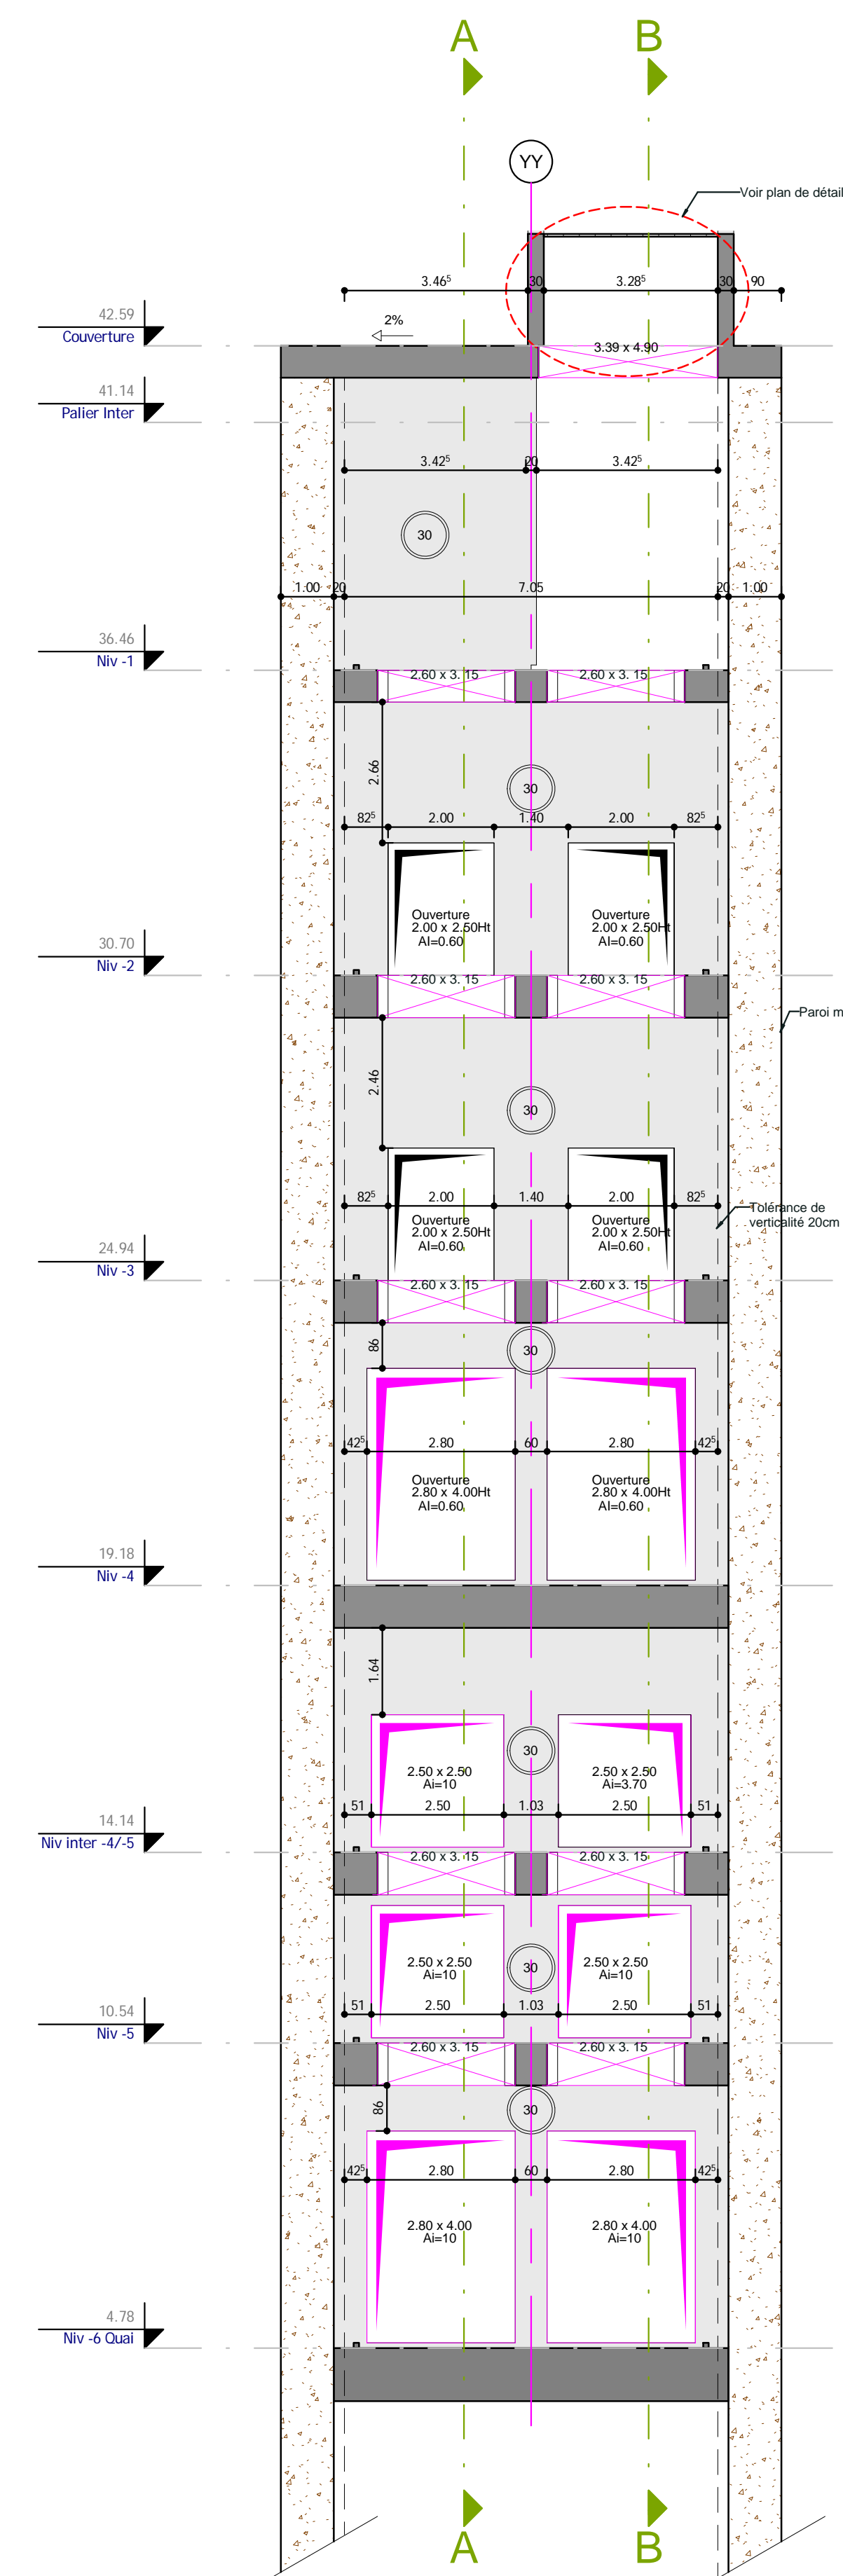 A B
YY
Voir plan de détail
3.46⁵ 30 3.28⁵ 30 90
42.59
Couverture
2%
3.39 x 4.90
41.14
Palier Inter
3.42⁵ 20 3.42⁵
30
1.00 20 7.05 20 1.00
36.46
Niv -1
2.60 x 3. 15 2.60 x 3. 15
2.66
30
82⁵ 2.00 1.40 2.00 82⁵
Ouverture Ouverture
2.00 x 2.50Ht 2.00 x 2.50Ht
Al=0.60 Al=0.60
30.70
Niv -2
2.60 x 3. 15 2.60 x 3. 15
Paroi m
2.46
30
82⁵ 2.00 1.40 2.00 82⁵
Tolérance de
verticalité 20cm
Ouverture Ouverture
2.00 x 2.50Ht 2.00 x 2.50Ht
Al=0.60 Al=0.60
24.94
Niv -3
2.60 x 3. 15 2.60 x 3. 15
86
30
42⁵ 2.80 60 2.80 42⁵
Ouverture Ouverture
2.80 x 4.00Ht 2.80 x 4.00Ht
Al=0.60 Al=0.60
19.18
Niv -4
1.64
30
2.50 x 2.50 2.50 x 2.50
Ai=10 Ai=3.70
51 2.50 1.03 2.50 51
14.14
Niv inter -4/-5
2.60 x 3. 15 2.60 x 3. 15
30
2.50 x 2.50 2.50 x 2.50
Ai=10 Ai=10
51 2.50 1.03 2.50 51
10.54
Niv -5
2.60 x 3. 15 2.60 x 3. 15
86
30
42⁵ 2.80 60 2.80 42⁵
2.80 x 4.00 2.80 x 4.00
Ai=10 Ai=10
4.78
Niv -6 Quai
A B